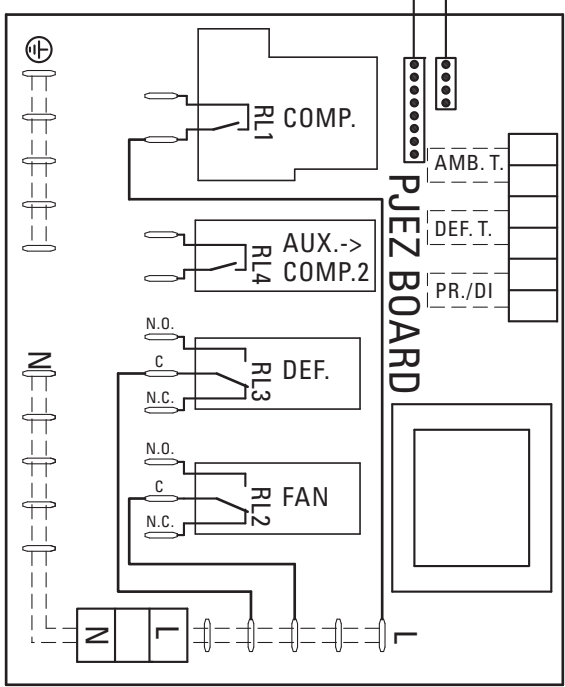 RL1
COMP.
AMB. T.
PJEZ BOARD
RL4
AUX.->
COMP.2
DEF. T.
PR./DI
N.O.
C
N.C.
RL3
DEF.
N
N.O.
C
N.C.
RL2
FAN
N
L
L